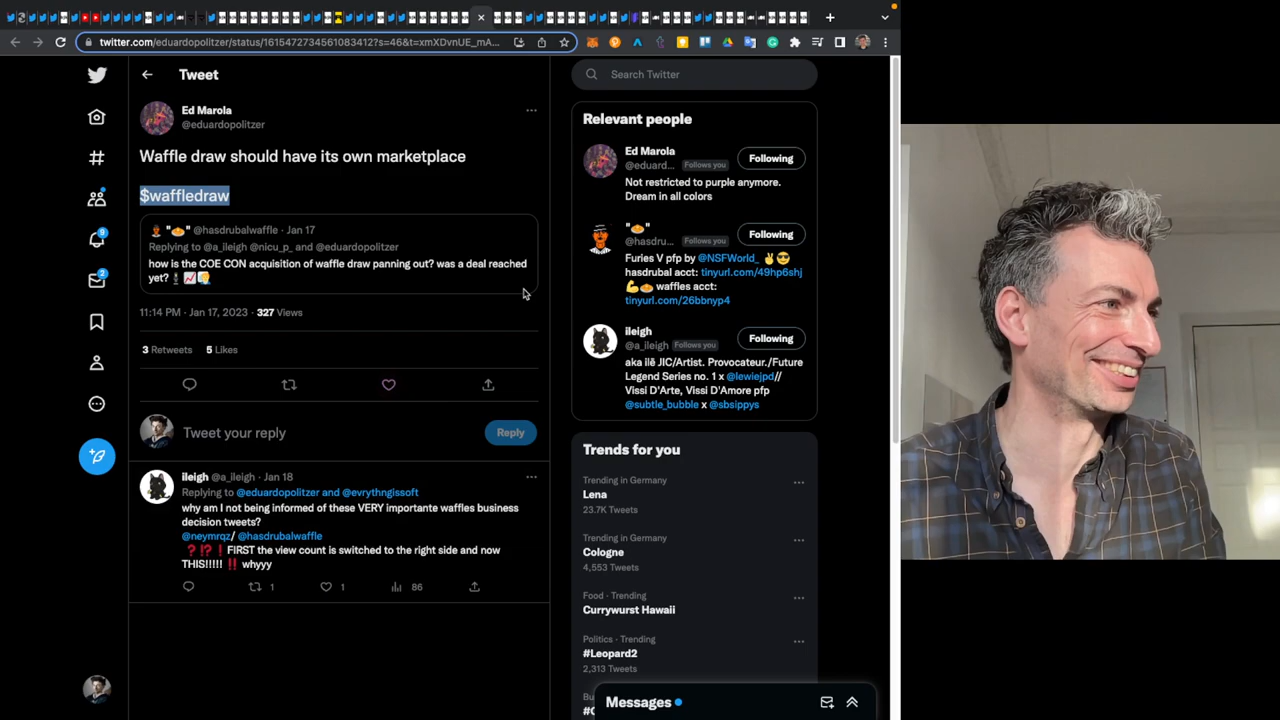 twitter.com/eduardopolitzer/status/1615472734561083412?s=46&t=xmXDvnUE_mA...
Tweet
Search Twitter
Ed Marola
@eduardopolitzer
Waffle draw should have its own marketplace
$waffledraw
@hasdrubalwaffle · Jan 17
Replying to @a_ileigh @nicu_p_ and @eduardopolitzer
how is the COE CON acquisition of waffle draw panning out? was a deal reached
yet?
11:14 PM · Jan 17, 2023 · 327 Views
3 Retweets 5 Likes
Tweet your reply
Reply
ileigh @a_ileigh · Jan 18
Replying to @eduardopolitzer and @evrythngissoft
why am I not being informed of these VERY importante waffles business
decision tweets?
@neymrqz/ @hasdrubalwaffle
❓⁉️❗FIRST the view count is switched to the right side and now
THIS!!!!! ‼️ whyyy
1 1 86
Relevant people
Ed Marola
@eduard... Follows you
Following
Not restricted to purple anymore.
Dream in all colors
@hasdru... Follows you
Following
Furies V pfp by @NSFWorld_
hasdrubal acct: tinyurl.com/49hp6shj
waffles acct:
tinyurl.com/26bbnyp4
ileigh
@a_ileigh Follows you
Following
aka ilē JIC/Artist. Provocateur./Future
Legend Series no. 1 x @lewiejpd//
Vissi D'Arte, Vissi D'Amore pfp
@subtle_bubble x @sbsippys
Trends for you
Trending in Germany
Lena
23.7K Tweets
Trending in Germany
Cologne
4,553 Tweets
Food · Trending
Currywurst Hawaii
Politics · Trending
#Leopard2
2,313 Tweets
Messages
9
2